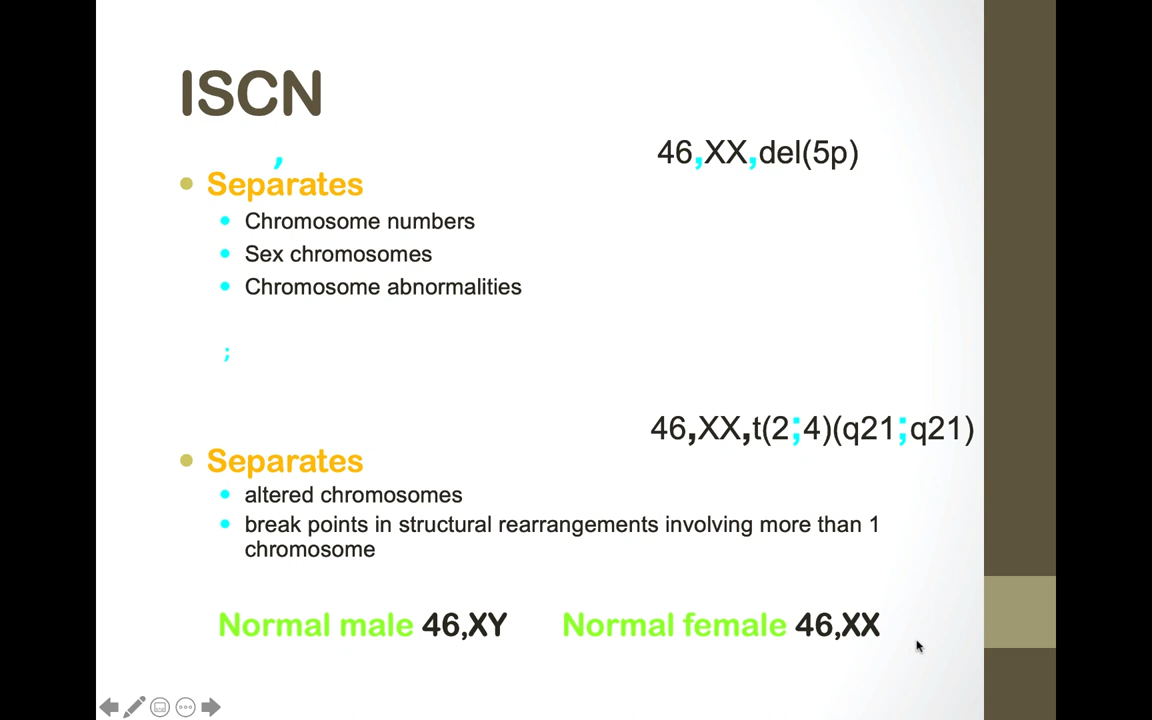 ISCN
,
46,XX,del(5p)
Separates
Chromosome numbers
Sex chromosomes
Chromosome abnormalities
;
46,XX,t(2;4)(q21;q21)
Separates
altered chromosomes
break points in structural rearrangements involving more than 1
chromosome
Normal male 46,XY
Normal female 46,XX